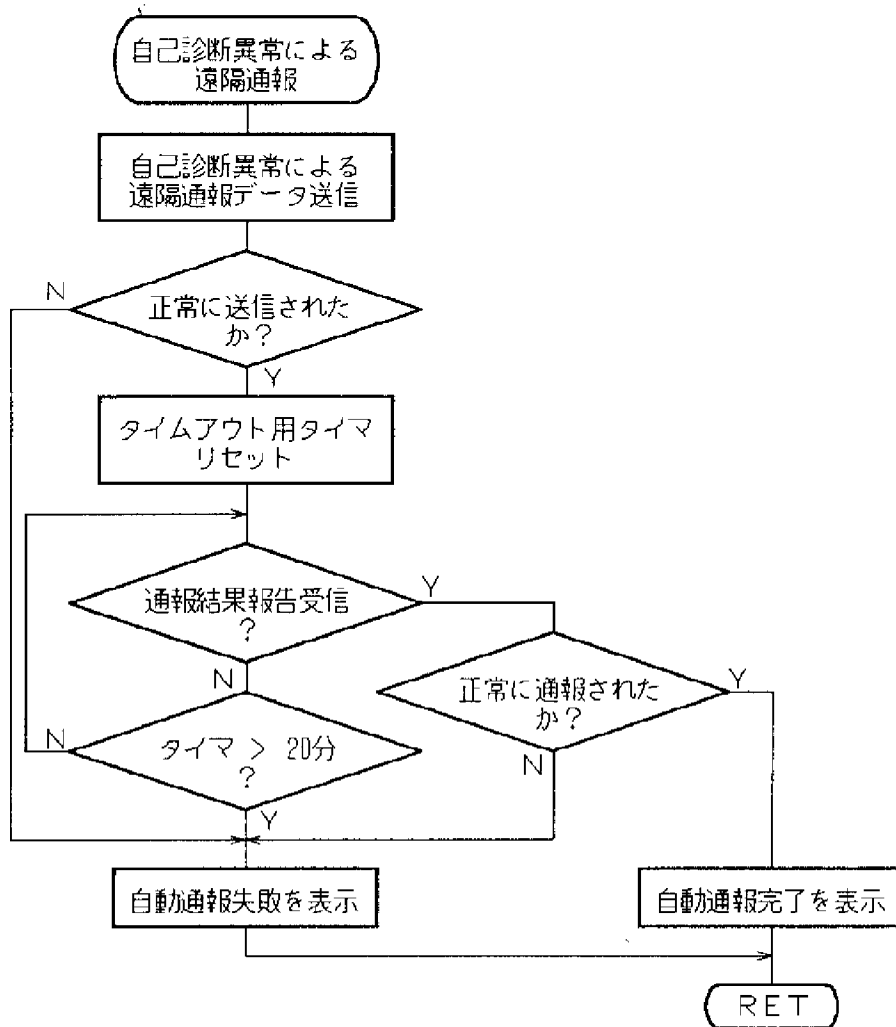 自己診断異常による
遠隔通報
自己診断異常による
遠隔通報データ送信
N
正常に送信された
か？
Y
タイムアウト用タイマ
リセット
通報結果報告受信
？
Y
N
正常に通報された
か？
Y
N
タイマ > 20分
？
N
Y
自動通報失敗を表示
自動通報完了を表示
RET